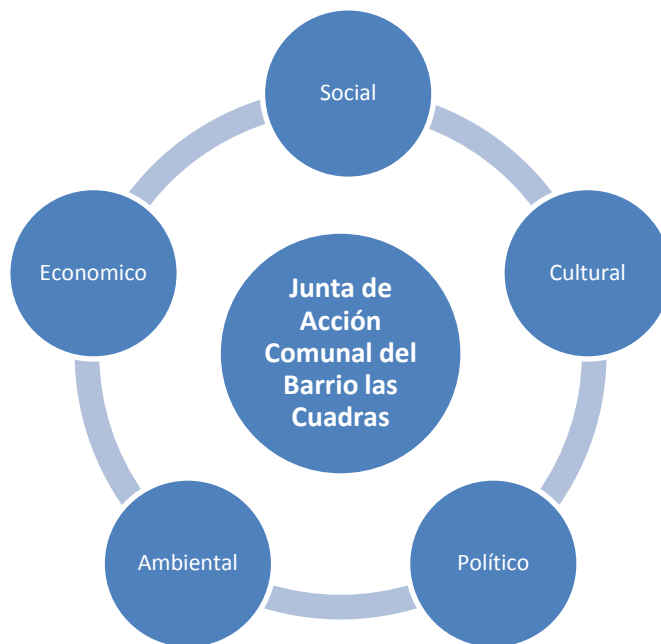 Social
Economico
Cultural
Junta de
Acción
Comunal del
Barrio las
Cuadras
Ambiental
Político